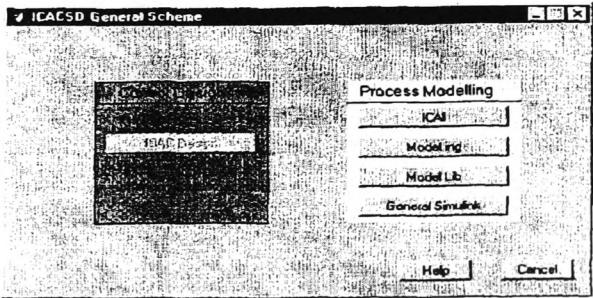 ICACSD General Scheme
Process Modelling
ICAI
Modelling
Model Lib
General Simulink
Help
Cancel